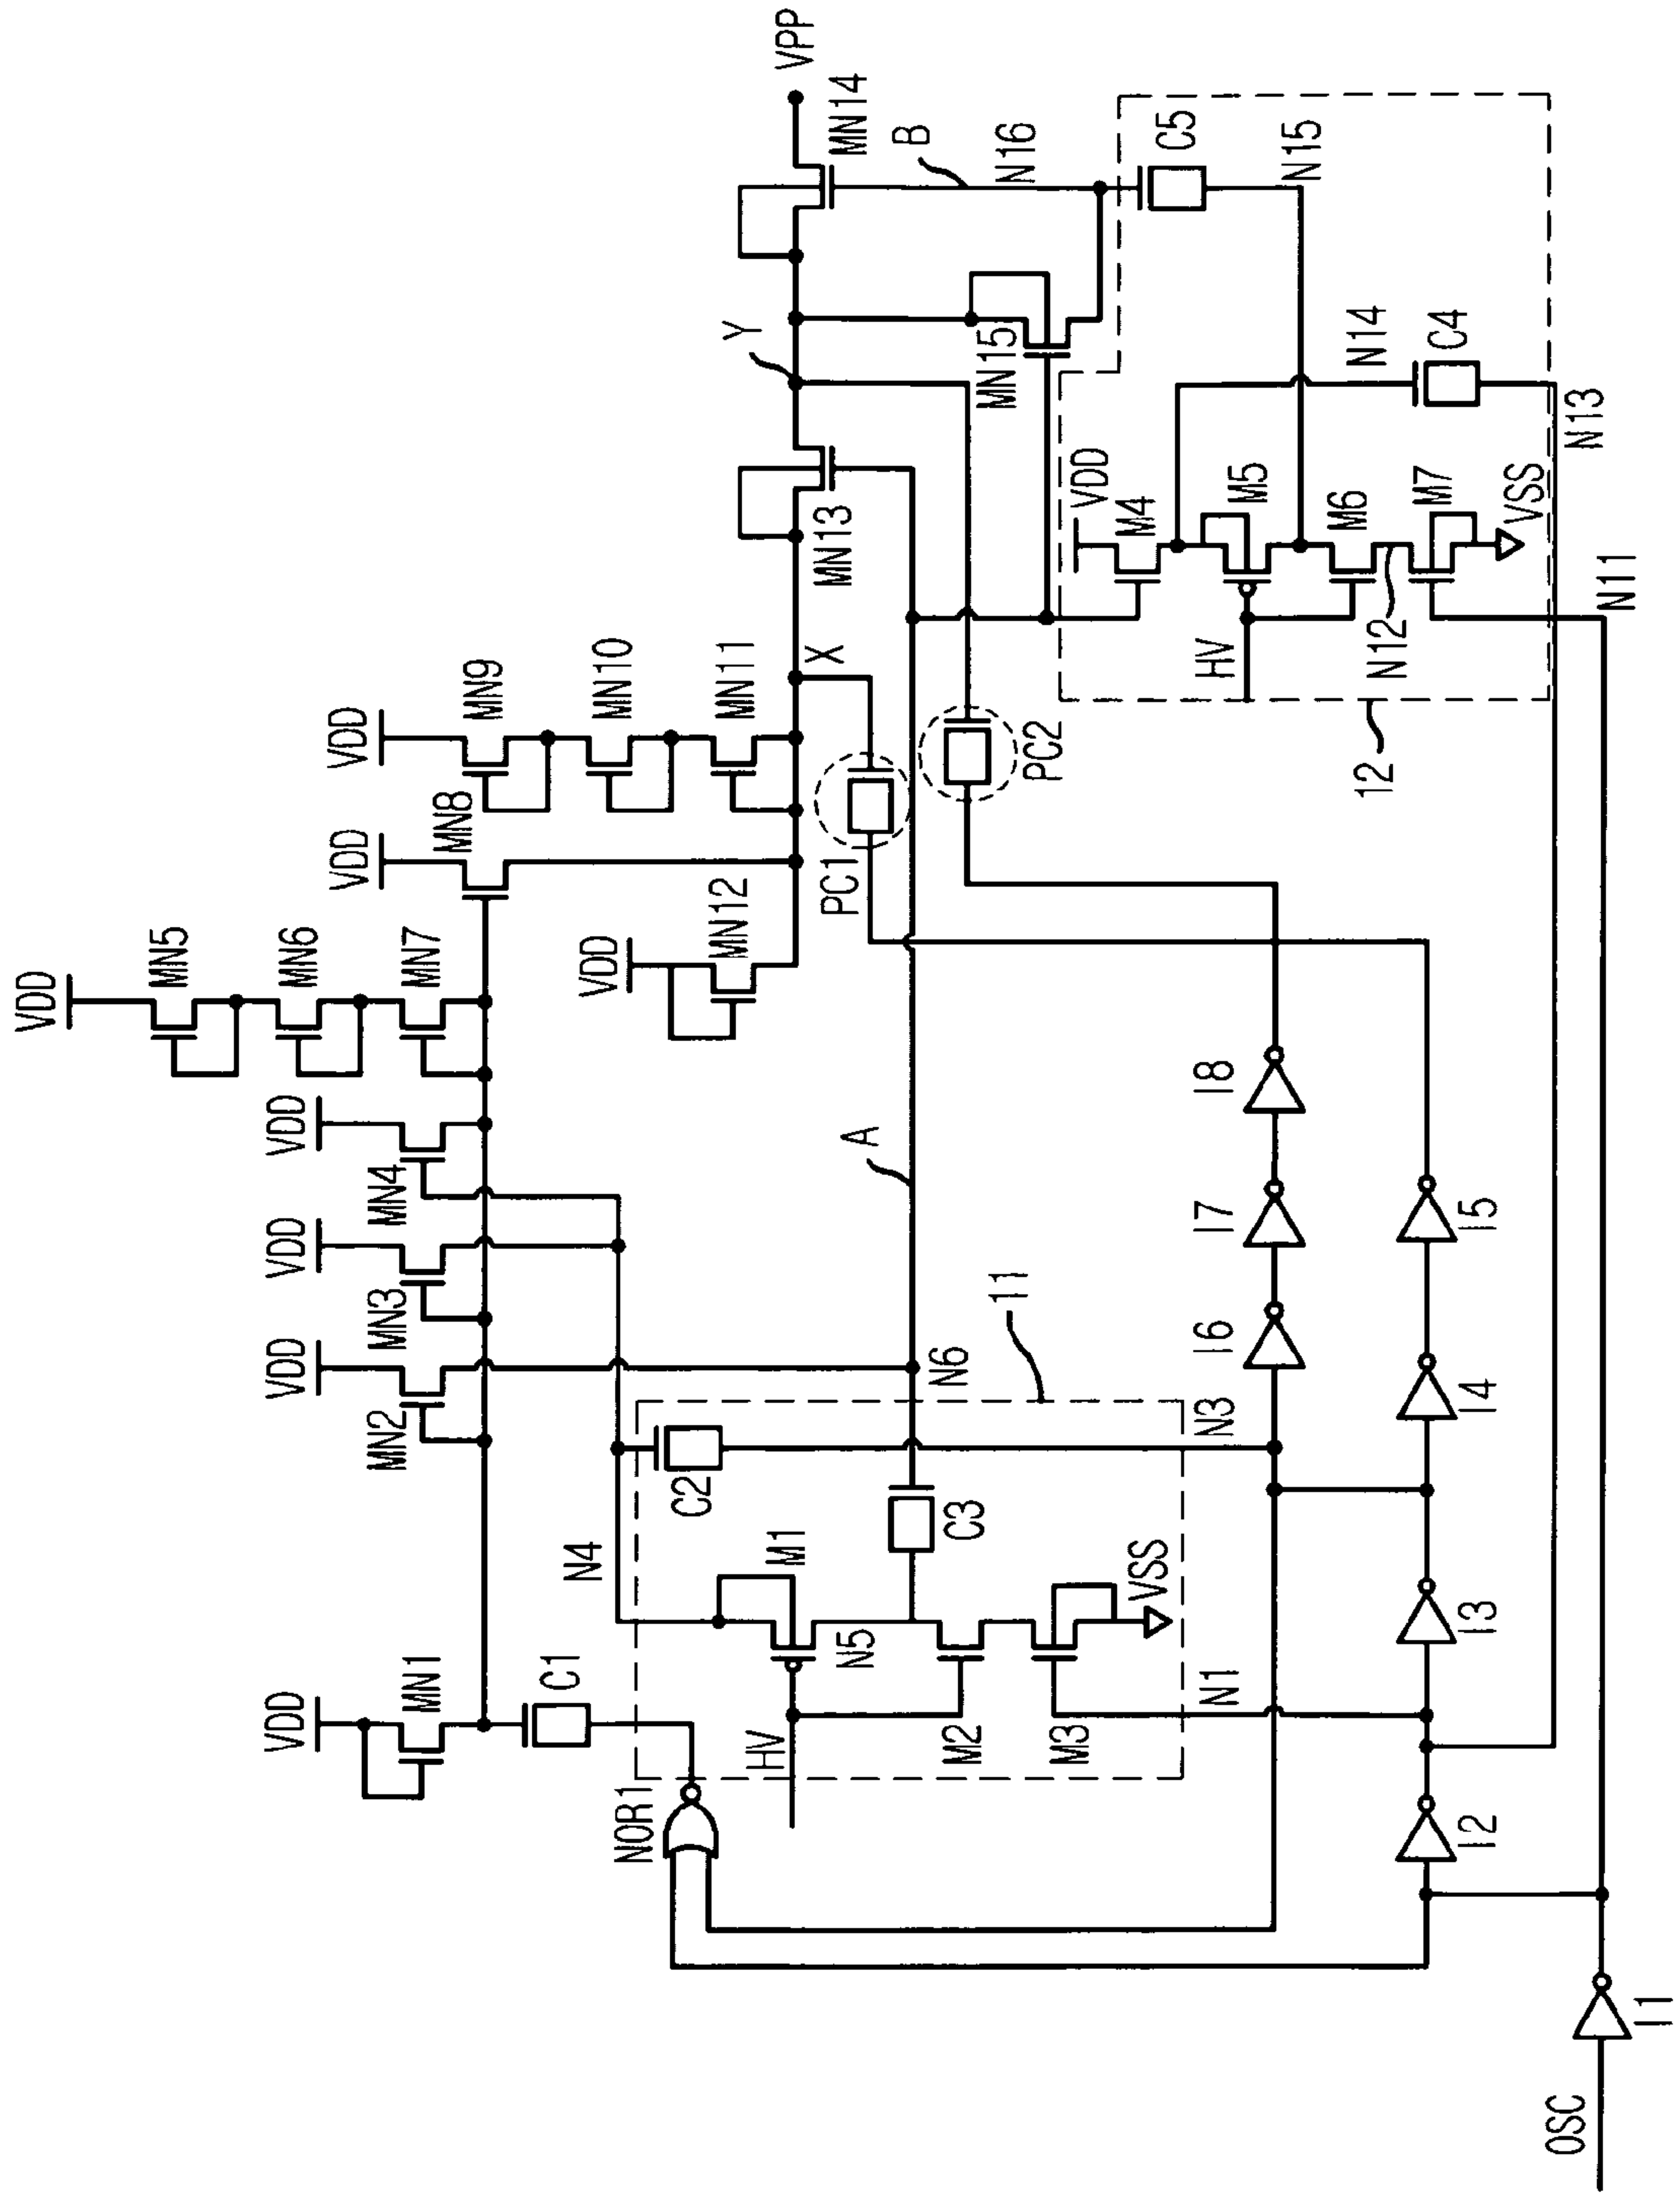 VPP
MN14
B
N16
C5
N15
Y
MN15
N14
C4
N13
VDD
M4
M5
M6
M7
VSS
HV
N12
N11
12
MN13
X
VDD
MN9
MN10
MN11
VDD
MN8
PC1
PC2
VDD
MN12
VDD
MN5
MN6
MN7
VDD
MN4
VDD
MN3
VDD
MN2
A
N6
11
I8
I7
I6
N3
I5
I4
I3
I2
N4
C2
C3
M1
N5
M2
M3
VSS
N1
HV
VDD
MN1
C1
NOR1
I1
OSC